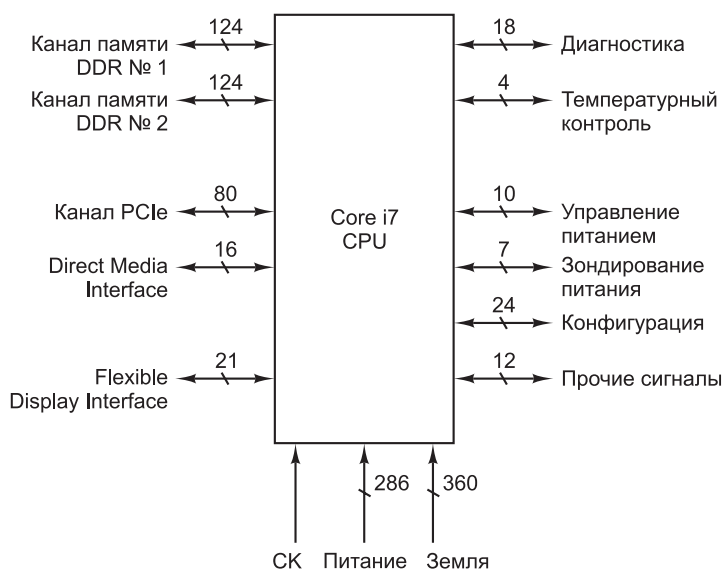 124
Канал памяти
DDR № 1
124
Канал памяти
DDR № 2
80
Канал PCIe
16
Direct Media
Interface
21
Flexible
Display Interface
Core i7
CPU
18
Диагностика
4
Температурный
контроль
10
Управление
питанием
7
Зондирование
питания
24
Конфигурация
12
Прочие сигналы
286
360
СК
Питание
Земля